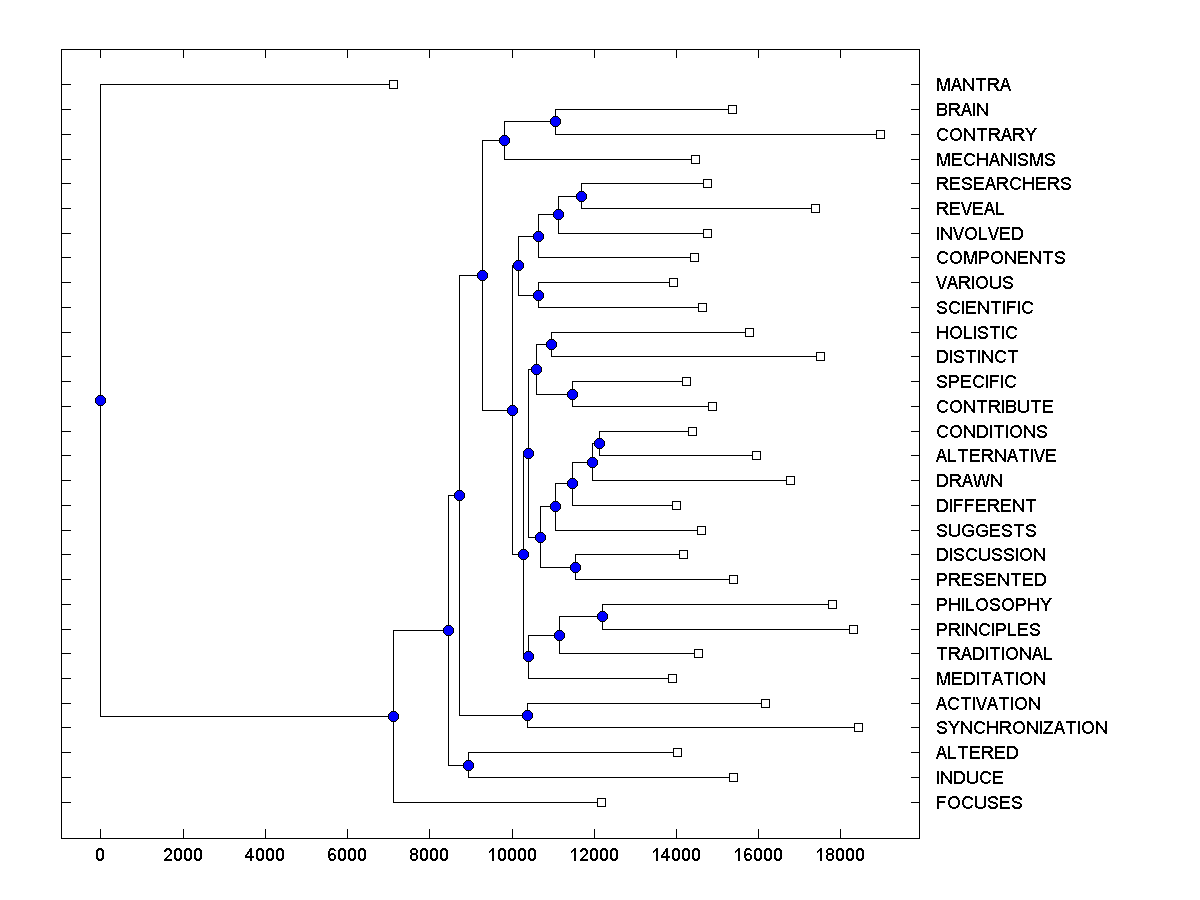 MANTRA
BRAIN
CONTRARY
MECHANISMS
RESEARCHERS
REVEAL
INVOLVED
COMPONENTS
VARIOUS
SCIENTIFIC
HOLISTIC
DISTINCT
SPECIFIC
CONTRIBUTE
CONDITIONS
ALTERNATIVE
DRAWN
DIFFERENT
SUGGESTS
DISCUSSION
PRESENTED
PHILOSOPHY
PRINCIPLES
TRADITIONAL
MEDITATION
ACTIVATION
SYNCHRONIZATION
ALTERED
INDUCE
FOCUSES
0 2000 4000 6000 8000 10000 12000 14000 16000 18000